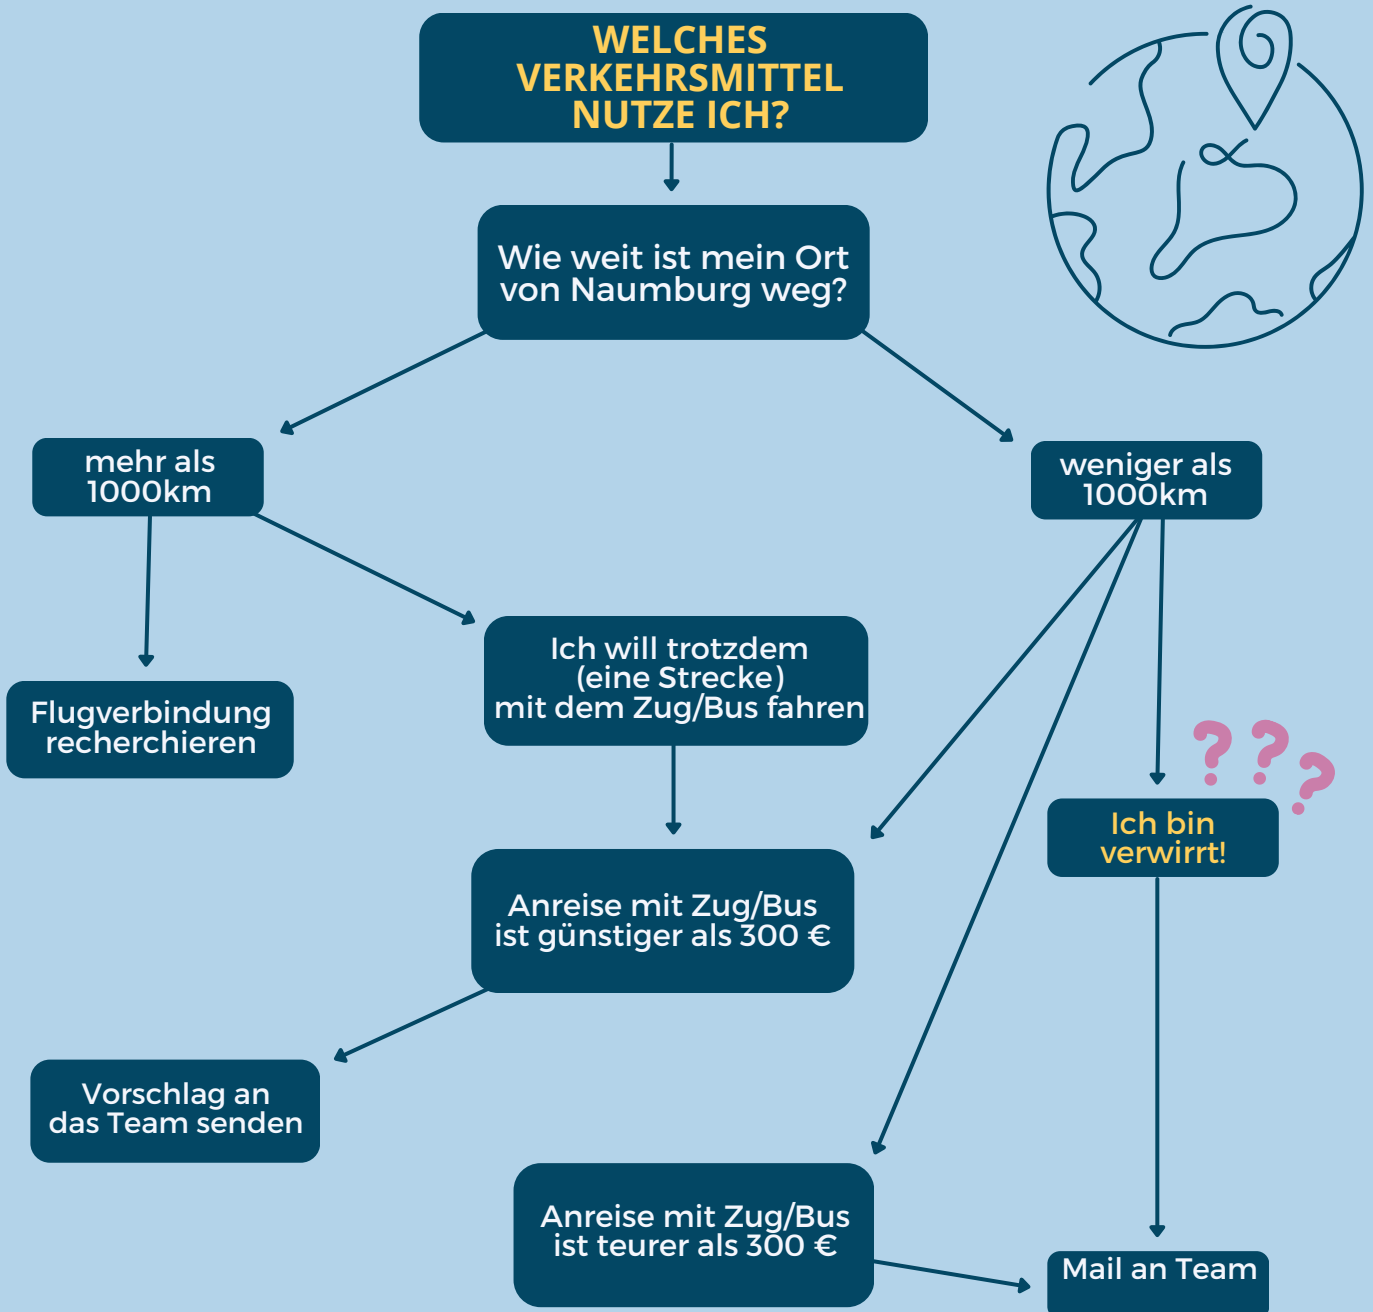 WELCHES
VERKEHRSMITTEL
NUTZE ICH?
Wie weit ist mein Ort
von Naumburg weg?
mehr als
1000km
weniger als
1000km
Ich will trotzdem
(eine Strecke)
mit dem Zug/Bus fahren
Flugverbindung
recherchieren
???
Ich bin
verwirrt!
Anreise mit Zug/Bus
ist günstiger als 300 €
Vorschlag an
das Team senden
Anreise mit Zug/Bus
ist teurer als 300 €
Mail an Team